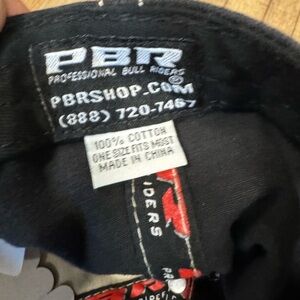 PBR
PROFESSIONAL BULL RIDERS
®
PBRSHOP.COM
(888) 720-7467
100% COTTON
ONE SIZE FITS MOST
MADE IN CHINA
IDERS
PR